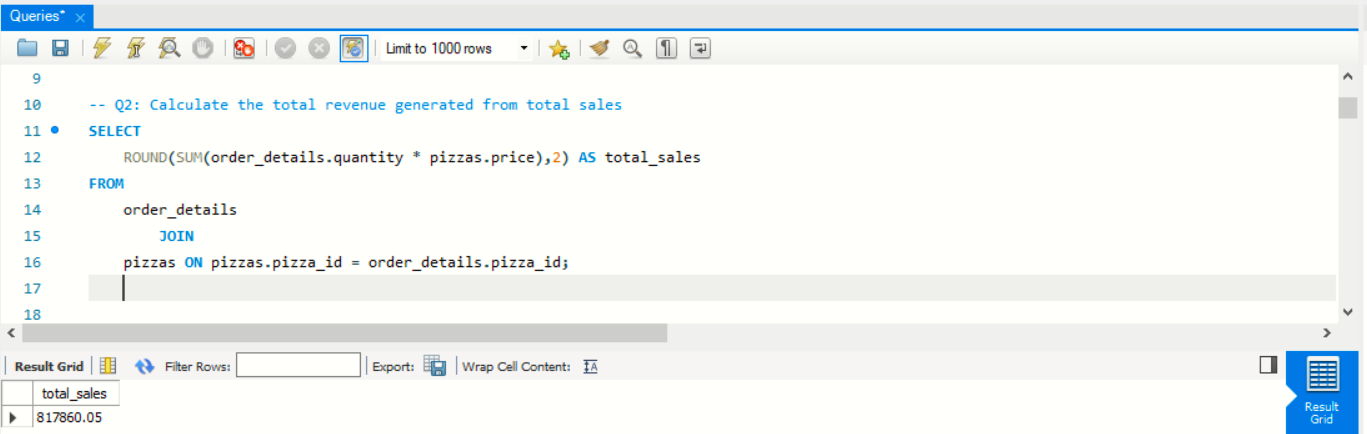 Queries*
Limit to 1000 rows
9
10 -- Q2: Calculate the total revenue generated from total sales
11 SELECT
12 ROUND(SUM(order_details.quantity * pizzas.price),2) AS total_sales
13 FROM
14 order_details
15 JOIN
16 pizzas ON pizzas.pizza_id = order_details.pizza_id;
17
18
Result Grid Filter Rows: Export: Wrap Cell Content:
total_sales
817860.05
Result
Grid